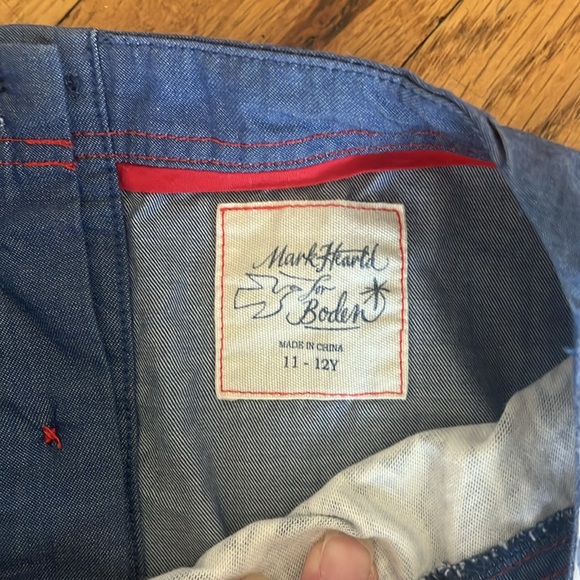 Mark Hearld
for
Boden
MADE IN CHINA
11 - 12Y